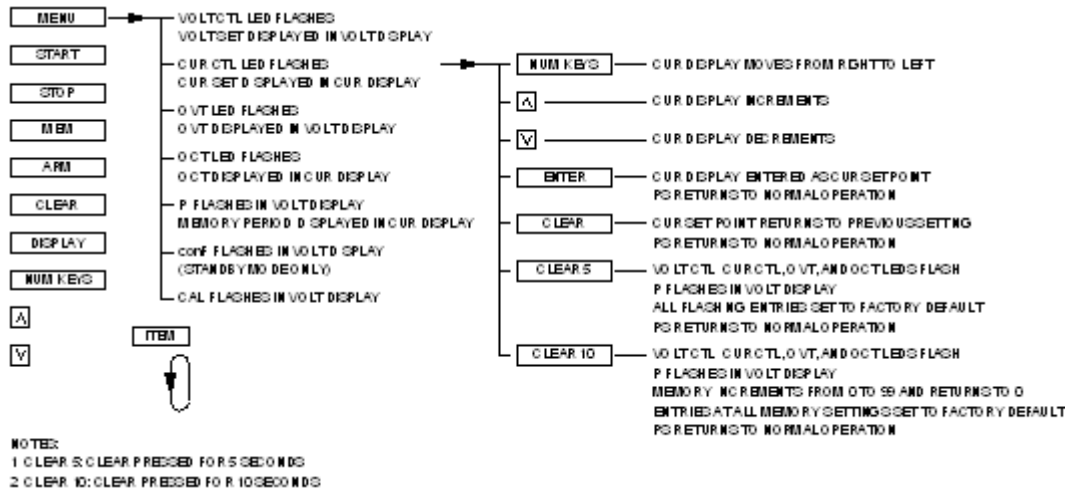 MENU
START
STOP
MEM
ARM
CLEAR
DISPLAY
NUM KEYS
Λ
V
ITEM
VOLT CTL LED FLASHES
VOLT SET DISPLAYED IN VOLT DISPLAY
CUR CTL LED FLASHES
CUR SET DISPLAYED IN CUR DISPLAY
OVT LED FLASHES
OVT DISPLAYED IN VOLT DISPLAY
OCT LED FLASHES
OCT DISPLAYED IN CUR DISPLAY
P FLASHES IN VOLT DISPLAY
MEMORY PERIOD DISPLAYED IN CUR DISPLAY
conF FLASHES IN VOLT DISPLAY
(STANDBY MODE ONLY)
CAL FLASHES IN VOLT DISPLAY
NUM KEYS
CUR DISPLAY MOVES FROM RIGHT TO LEFT
Λ
CUR DISPLAY INCREMENTS
V
CUR DISPLAY DECREMENTS
ENTER
CUR DISPLAY ENTERED AS CUR SET POINT
PS RETURNS TO NORMAL OPERATION
CLEAR
CUR SET POINT RETURNS TO PREVIOUS SETTING
PS RETURNS TO NORMAL OPERATION
CLEAR 5
VOLT CTL CUR CTL, OVT, AND OCT LEDS FLASH
P FLASHES IN VOLT DISPLAY
ALL FLASHING ENTRIES SET TO FACTORY DEFAULT
PS RETURNS TO NORMAL OPERATION
CLEAR 10
VOLT CTL CUR CTL, OVT, AND OCT LEDS FLASH
P FLASHES IN VOLT DISPLAY
MEMORY INCREMENTS FROM 0 TO 99 AND RETURNS TO 0
ENTRIES AT ALL MEMORY SETTINGS SET TO FACTORY DEFAULT
PS RETURNS TO NORMAL OPERATION
NOTES:
1 CLEAR 5: CLEAR PRESSED FOR 5 SECONDS
2 CLEAR 10: CLEAR PRESSED FOR 10 SECONDS